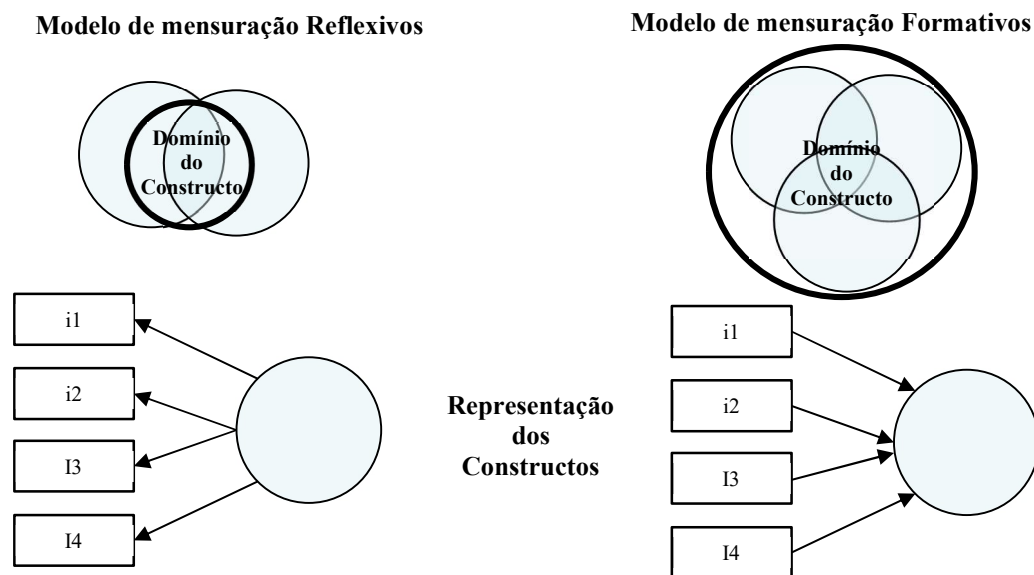 Modelo de mensuração Reflexivos
Modelo de mensuração Formativos
Domínio
do
Constructo
Domínio
do
Constructo
i1
i2
I3
I4
Representação
dos
Constructos
i1
i2
I3
I4